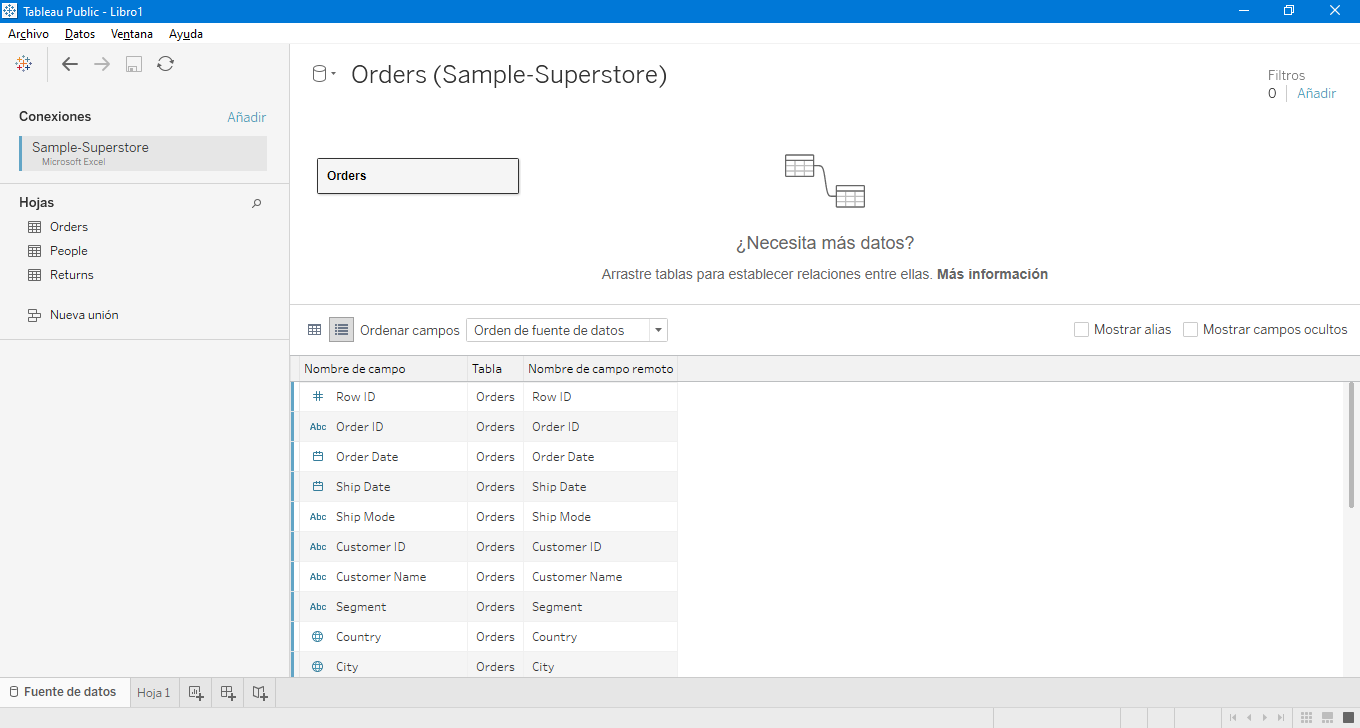 Tableau Public - Libro1
Archivo Datos Ventana Ayuda
Conexiones Añadir
Sample-Superstore
Microsoft Excel
Hojas
Orders
People
Returns
Nueva unión
Orders (Sample-Superstore)
Filtros
0 Añadir
Orders
¿Necesita más datos?
Arrastre tablas para establecer relaciones entre ellas. Más información
Ordenar campos Orden de fuente de datos Mostrar alias Mostrar campos ocultos
Nombre de campo Tabla Nombre de campo remoto
Row ID Orders Row ID
Abc Order ID Orders Order ID
Order Date Orders Order Date
Ship Date Orders Ship Date
Abc Ship Mode Orders Ship Mode
Abc Customer ID Orders Customer ID
Abc Customer Name Orders Customer Name
Abc Segment Orders Segment
Country Orders Country
City Orders City
Fuente de datos Hoja 1